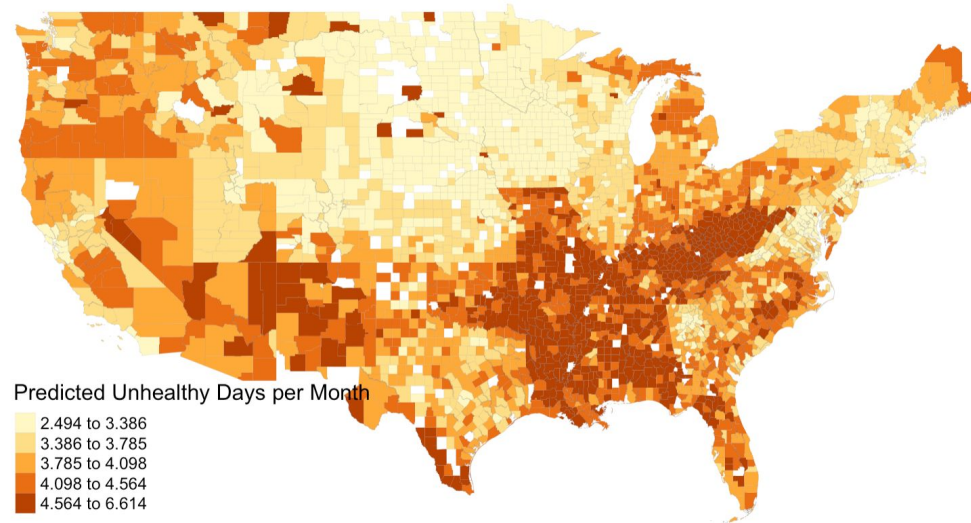 Predicted Unhealthy Days per Month
2.494 to 3.386
3.386 to 3.785
3.785 to 4.098
4.098 to 4.564
4.564 to 6.614